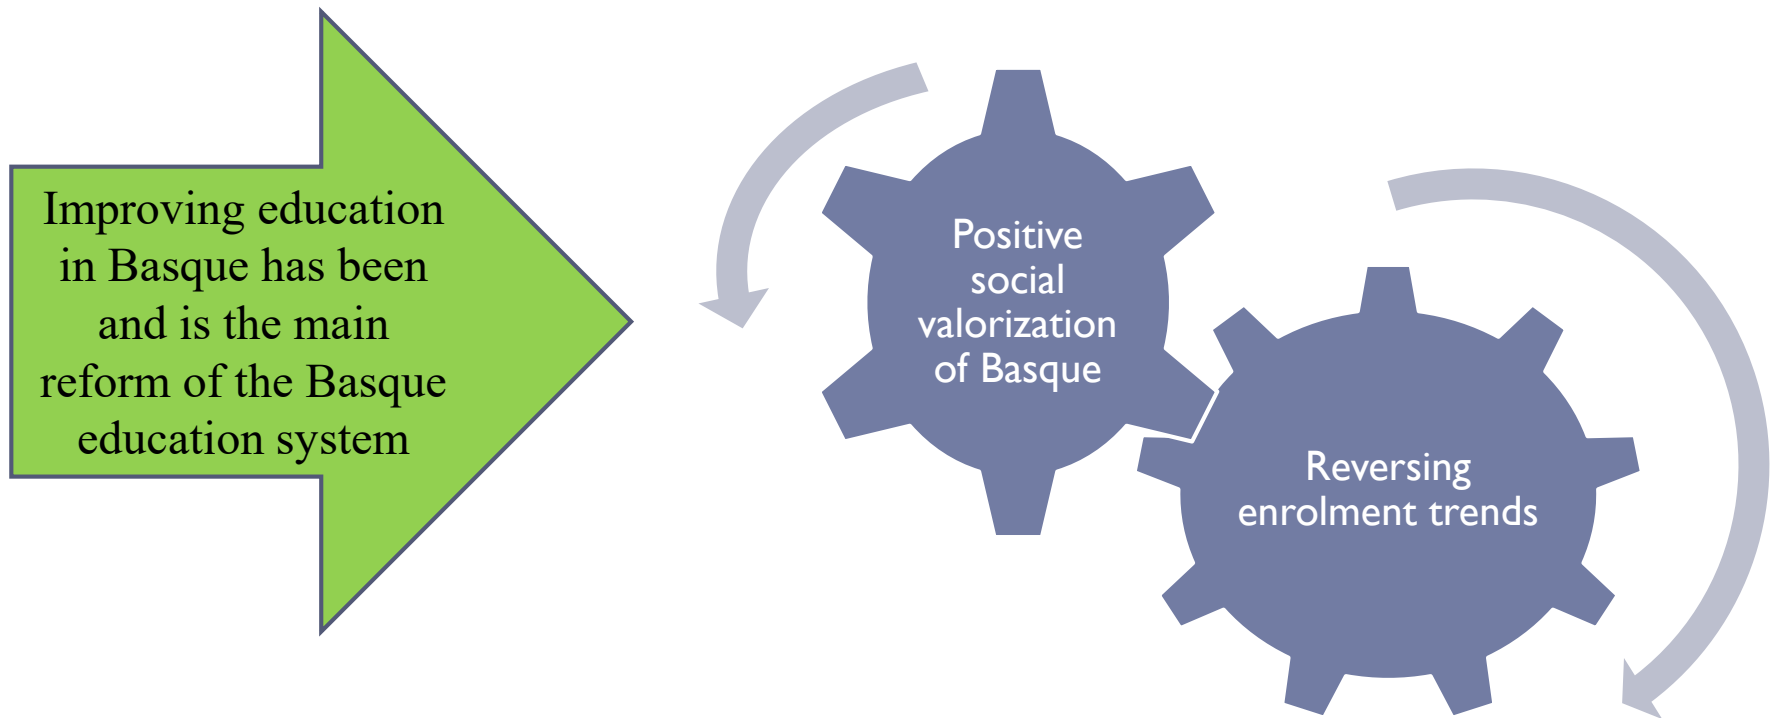 Improving education
in Basque has been
and is the main
reform of the Basque
education system
Positive
social
valorization
of Basque
Reversing
enrolment trends